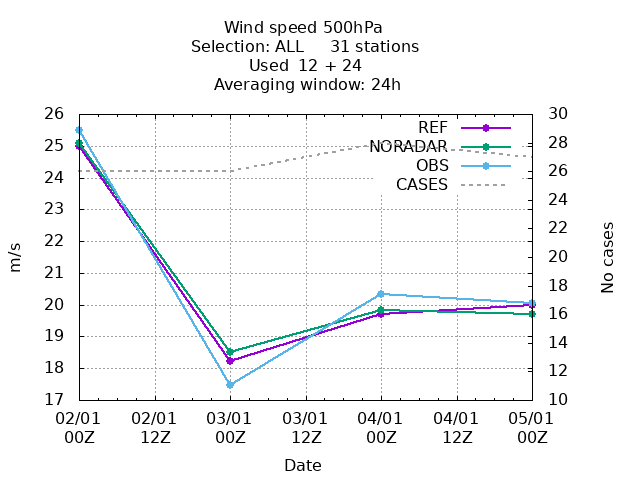 Wind speed 500hPa
Selection: ALL 31 stations
Used 12 + 24
Averaging window: 24h
26
25
24
23
22
21
20
19
18
17
m/s
30
28
26
24
22
20
18
16
14
12
10
No cases
REF
NORADAR
OBS
CASES
02/01 02/01 03/01 03/01 04/01 04/01 05/01
00Z 12Z 00Z 12Z 00Z 12Z 00Z
Date